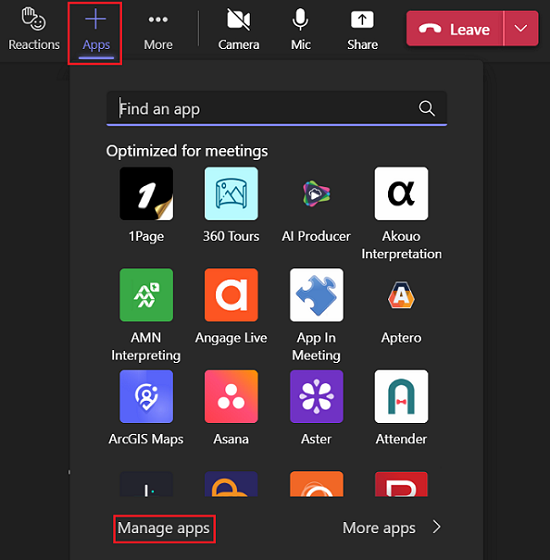 Reactions Apps More Camera Mic Share Leave
Find an app
Optimized for meetings
1
α
1Page 360 Tours AI Producer Akouo
Interpretation
a
A
AMN
Interpreting Angage Live App In
Meeting Aptero
ArcGIS Maps Asana Aster Attender
Manage apps More apps